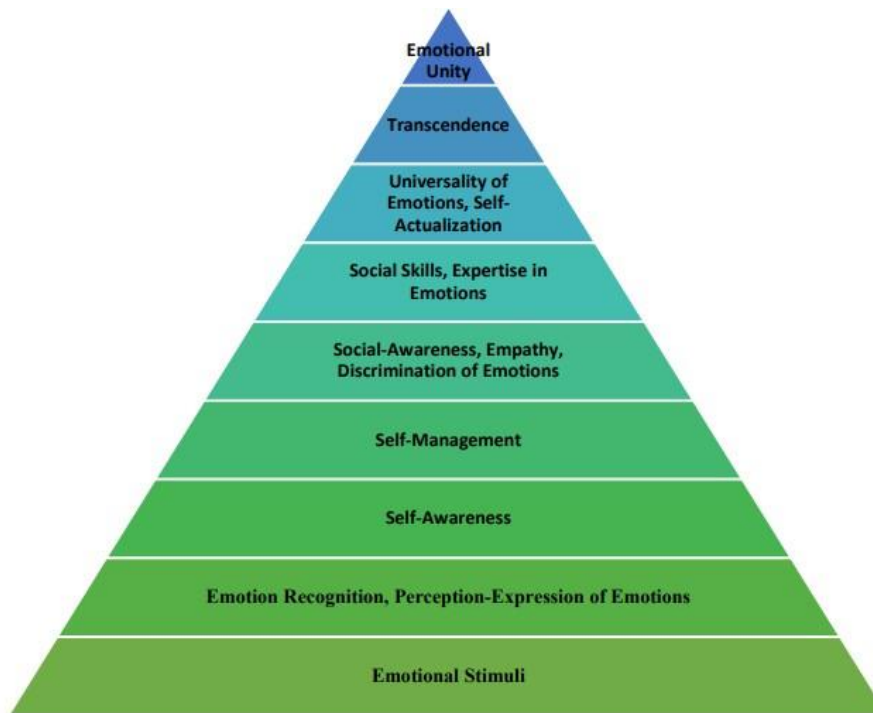 Emotional
Unity
Transcendence
Universality of
Emotions, Self-
Actualization
Social Skills, Expertise in
Emotions
Social-Awareness, Empathy,
Discrimination of Emotions
Self-Management
Self-Awareness
Emotion Recognition, Perception-Expression of Emotions
Emotional Stimuli